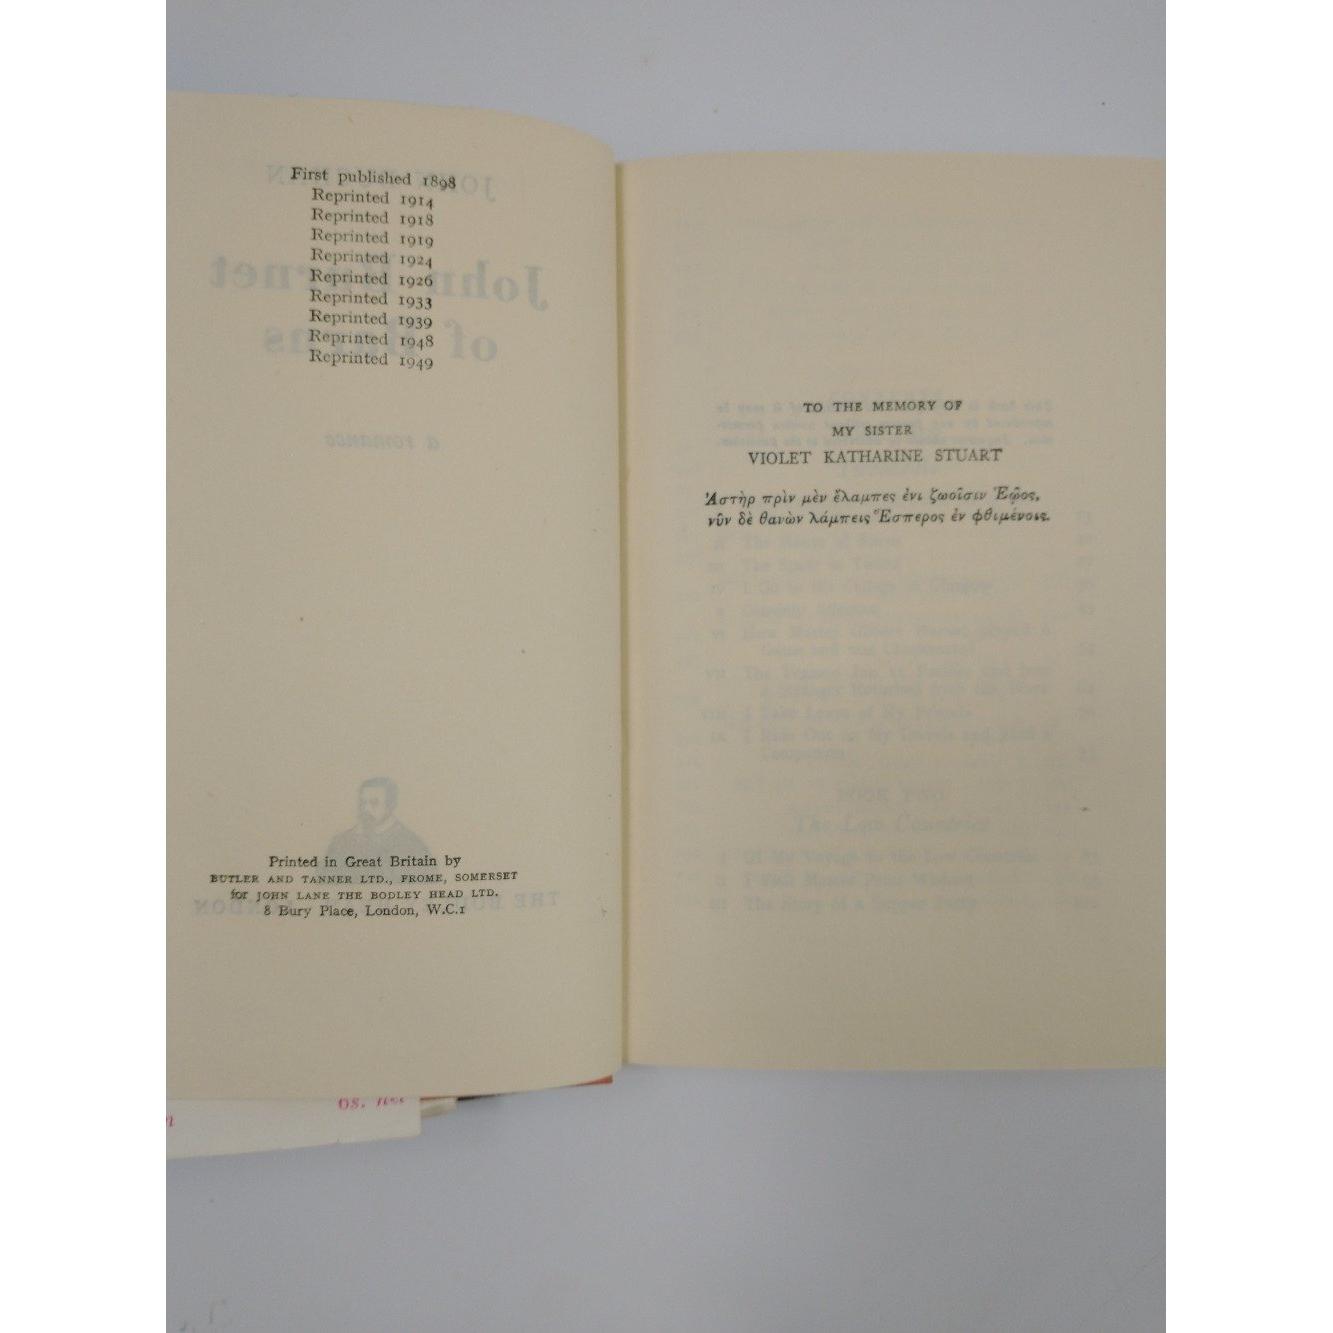 First published 1898
Reprinted 1914
Reprinted 1918
Reprinted 1919
Reprinted 1924
Reprinted 1926
Reprinted 1933
Reprinted 1939
Reprinted 1948
Reprinted 1949
Printed in Great Britain by
BUTLER AND TANNER LTD., FROME, SOMERSET
for JOHN LANE THE BODLEY HEAD LTD.
8 Bury Place, London, W.C.1
os. net
TO THE MEMORY OF
MY SISTER
VIOLET KATHARINE STUART
Ἀστὴρ πρὶν μὲν ἔλαμπες ἐνι ζωοῖσιν Ἑῷος,
νῦν δὲ θανὼν λάμπεις Ἕσπερος ἐν φθιμένοις.